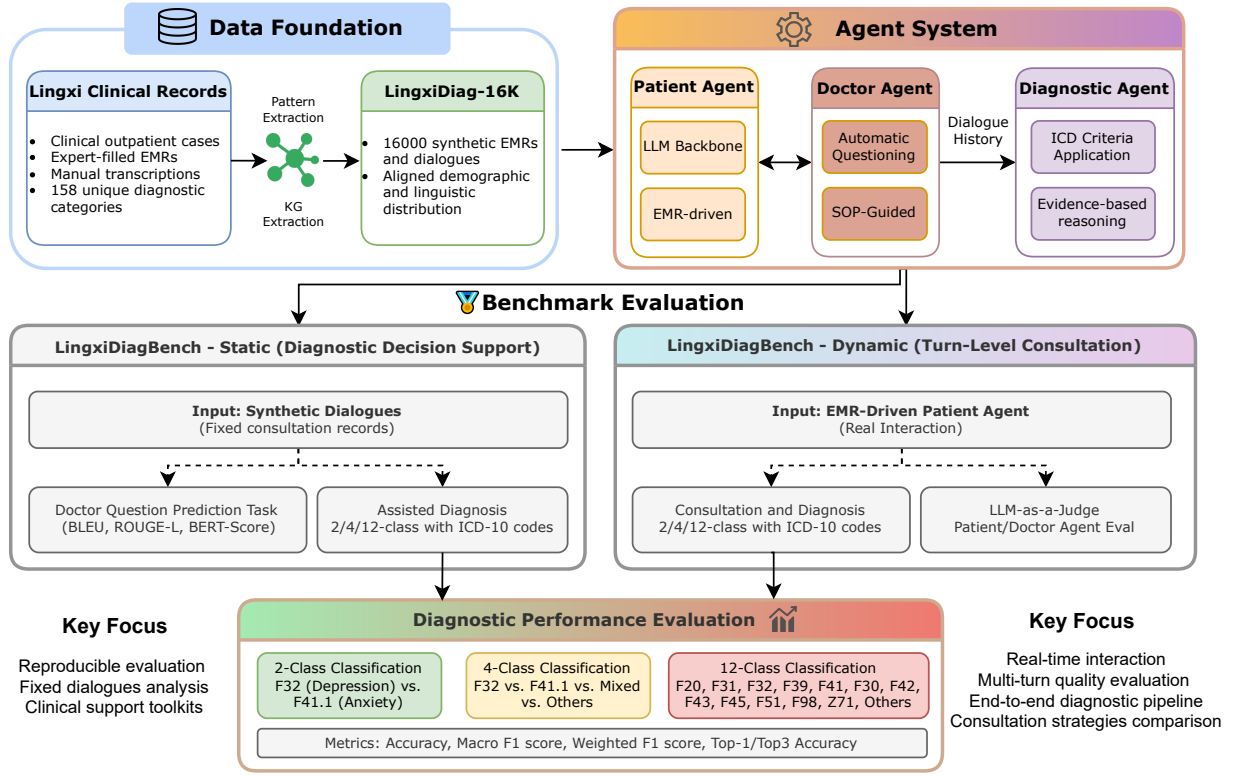 Data Foundation
Lingxi Clinical Records
• Clinical outpatient cases
• Expert-filled EMRs
• Manual transcriptions
• 158 unique diagnostic
categories
Pattern
Extraction
KG
Extraction
LingxiDiag-16K
• 16000 synthetic EMRs
and dialogues
• Aligned demographic
and linguistic
distribution
Agent System
Patient Agent
LLM Backbone
EMR-driven
Doctor Agent
Automatic
Questioning
SOP-Guided
Dialogue
History
Diagnostic Agent
ICD Criteria
Application
Evidence-based
reasoning
Benchmark Evaluation
LingxiDiagBench - Static (Diagnostic Decision Support)
Input: Synthetic Dialogues
(Fixed consultation records)
Doctor Question Prediction Task
(BLEU, ROUGE-L, BERT-Score)
Assisted Diagnosis
2/4/12-class with ICD-10 codes
LingxiDiagBench - Dynamic (Turn-Level Consultation)
Input: EMR-Driven Patient Agent
(Real Interaction)
Consultation and Diagnosis
2/4/12-class with ICD-10 codes
LLM-as-a-Judge
Patient/Doctor Agent Eval
Key Focus
Reproducible evaluation
Fixed dialogues analysis
Clinical support toolkits
Diagnostic Performance Evaluation
2-Class Classification
F32 (Depression) vs.
F41.1 (Anxiety)
4-Class Classification
F32 vs. F41.1 vs. Mixed
vs. Others
12-Class Classification
F20, F31, F32, F39, F41, F30, F42,
F43, F45, F51, F98, Z71, Others
Metrics: Accuracy, Macro F1 score, Weighted F1 score, Top-1/Top3 Accuracy
Key Focus
Real-time interaction
Multi-turn quality evaluation
End-to-end diagnostic pipeline
Consultation strategies comparison